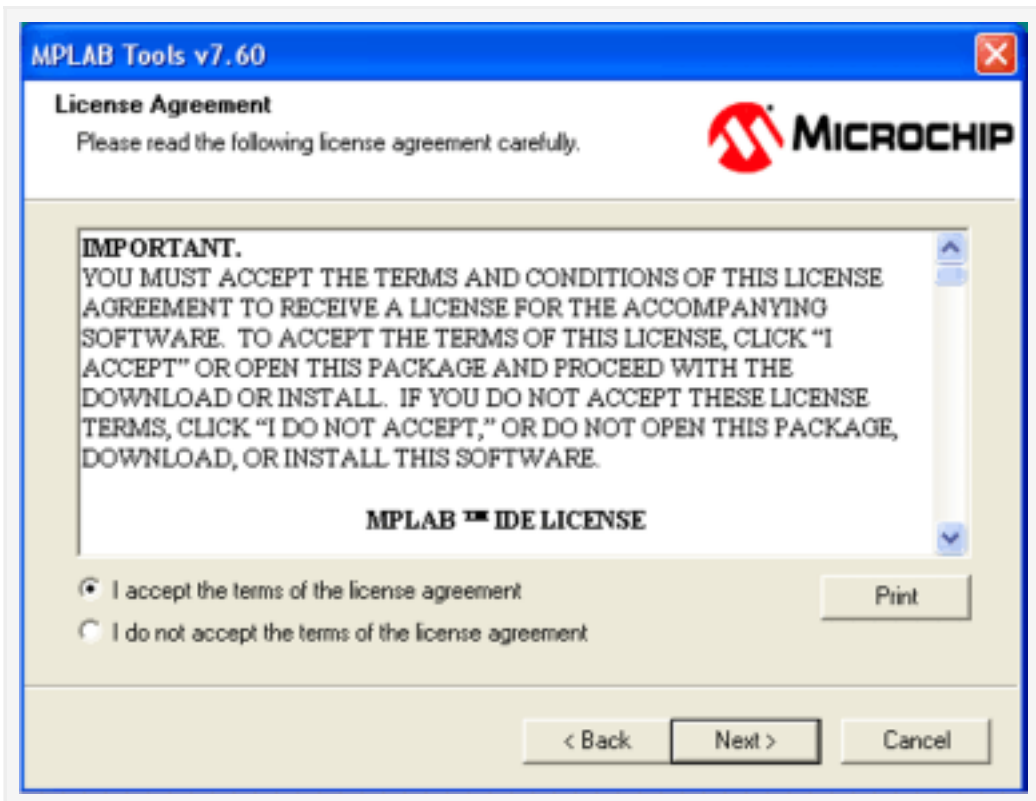 MPLAB Tools v7.60
License Agreement
Please read the following license agreement carefully.
MICROCHIP
IMPORTANT.
YOU MUST ACCEPT THE TERMS AND CONDITIONS OF THIS LICENSE
AGREEMENT TO RECEIVE A LICENSE FOR THE ACCOMPANYING
SOFTWARE.  TO ACCEPT THE TERMS OF THIS LICENSE, CLICK “I
ACCEPT” OR OPEN THIS PACKAGE AND PROCEED WITH THE
DOWNLOAD OR INSTALL.  IF YOU DO NOT ACCEPT THESE LICENSE
TERMS, CLICK “I DO NOT ACCEPT,” OR DO NOT OPEN THIS PACKAGE,
DOWNLOAD, OR INSTALL THIS SOFTWARE.
MPLAB ™ IDE LICENSE
I accept the terms of the license agreement
Print
I do not accept the terms of the license agreement
< Back
Next >
Cancel